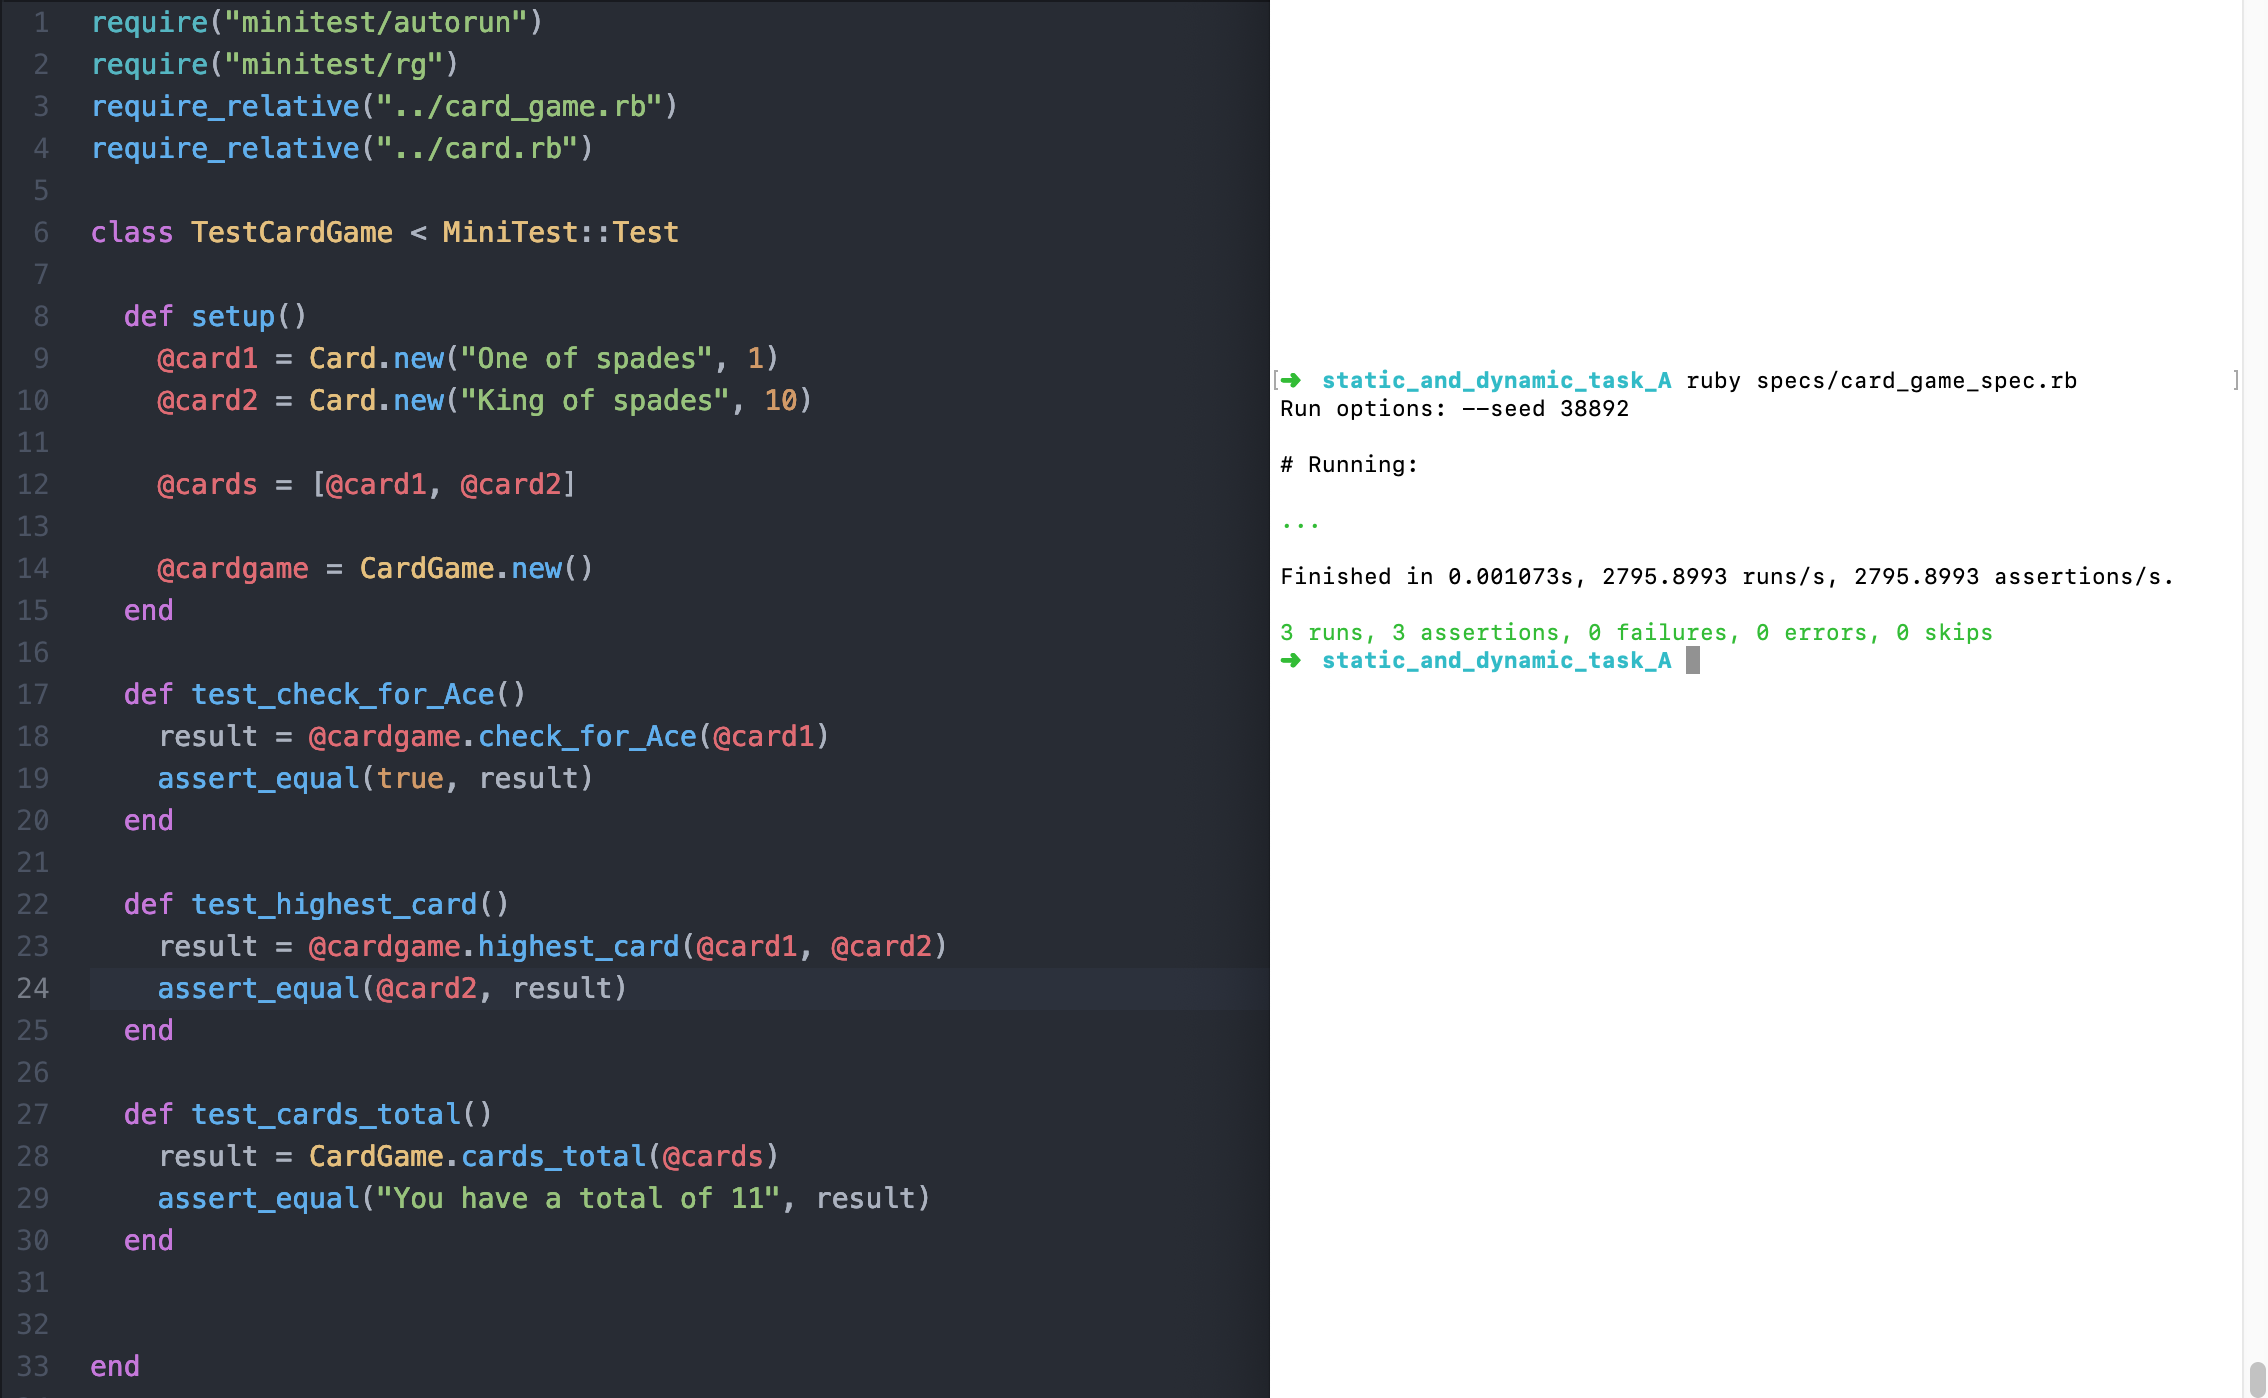 1 require("minitest/autorun")
2 require("minitest/rg")
3 require_relative("../card_game.rb")
4 require_relative("../card.rb")
5
6 class TestCardGame < MiniTest::Test
7
8   def setup()
9     @card1 = Card.new("One of spades", 1)
10     @card2 = Card.new("King of spades", 10)
11
12     @cards = [@card1, @card2]
13
14     @cardgame = CardGame.new()
15   end
16
17   def test_check_for_Ace()
18     result = @cardgame.check_for_Ace(@card1)
19     assert_equal(true, result)
20   end
21
22   def test_highest_card()
23     result = @cardgame.highest_card(@card1, @card2)
24     assert_equal(@card2, result)
25   end
26
27   def test_cards_total()
28     result = CardGame.cards_total(@cards)
29     assert_equal("You have a total of 11", result)
30   end
31
32
33 end
[➜  static_and_dynamic_task_A ruby specs/card_game_spec.rb ]
Run options: --seed 38892
# Running:
...
Finished in 0.001073s, 2795.8993 runs/s, 2795.8993 assertions/s.
3 runs, 3 assertions, 0 failures, 0 errors, 0 skips
➜  static_and_dynamic_task_A